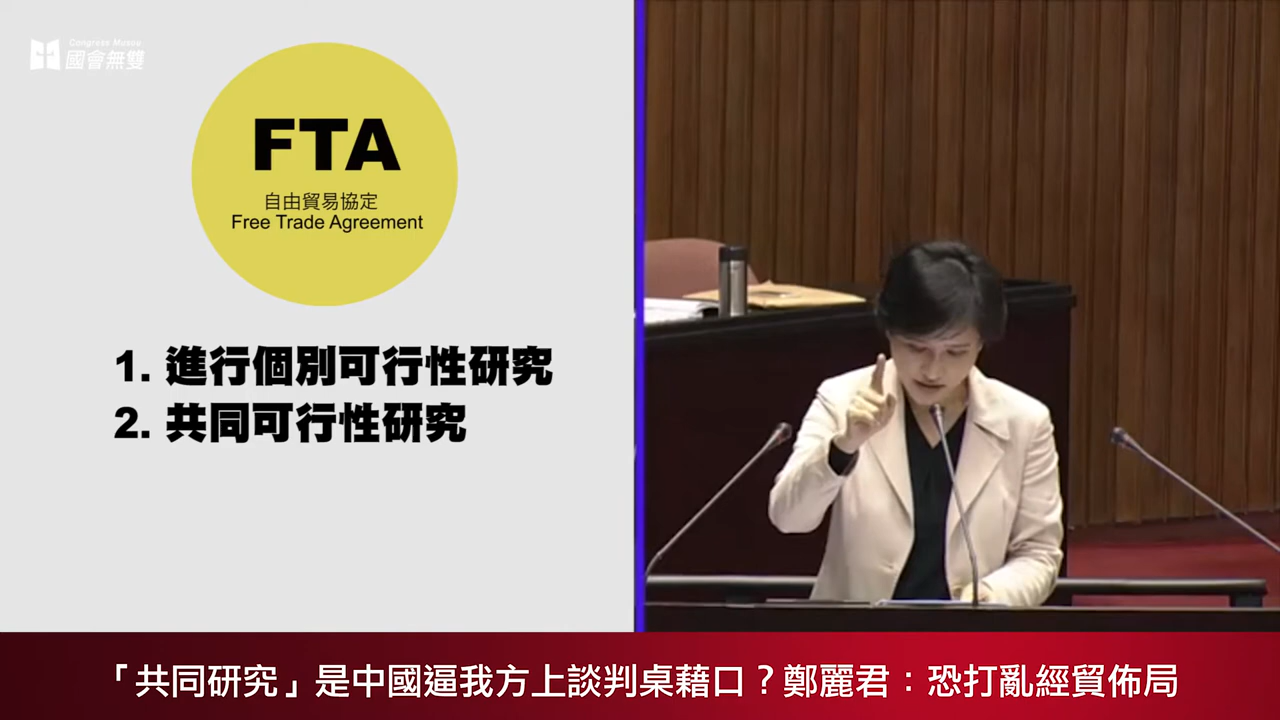 Congress Musou
國會無雙
FTA
自由貿易協定
Free Trade Agreement
1. 進行個別可行性研究
2. 共同可行性研究
「共同研究」是中國逼我方上談判桌藉口？鄭麗君：恐打亂經貿佈局